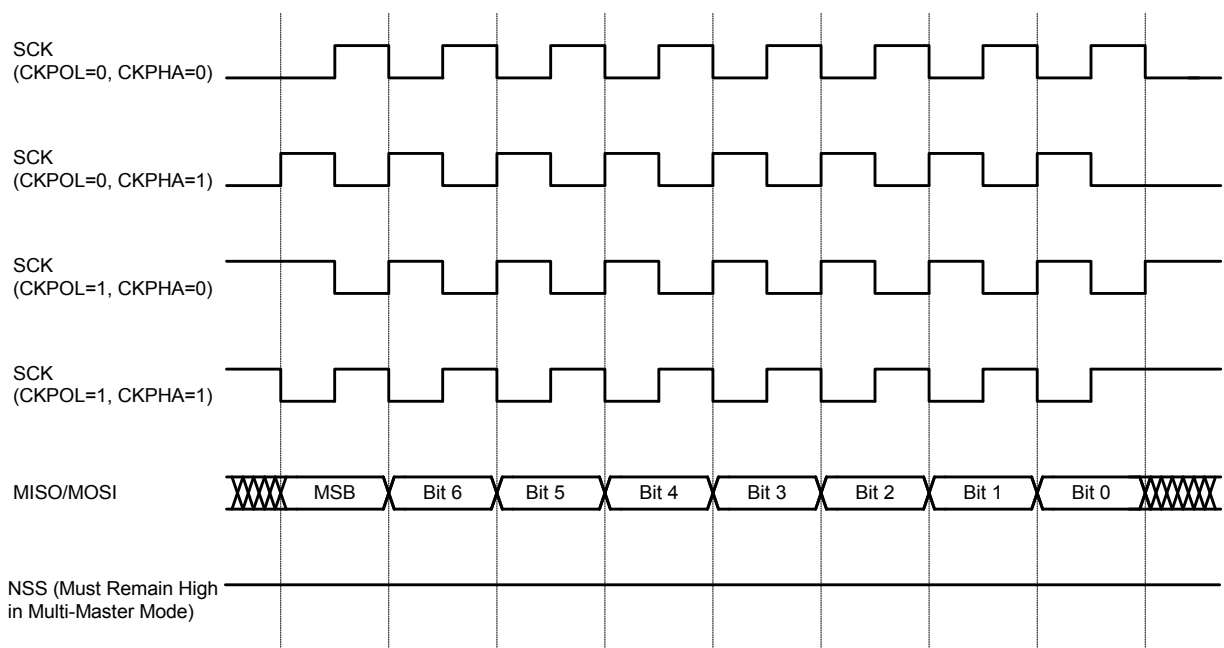 SCK
(CKPOL=0, CKPHA=0)
SCK
(CKPOL=0, CKPHA=1)
SCK
(CKPOL=1, CKPHA=0)
SCK
(CKPOL=1, CKPHA=1)
MISO/MOSI
MSB Bit 6 Bit 5 Bit 4 Bit 3 Bit 2 Bit 1 Bit 0
NSS (Must Remain High
in Multi-Master Mode)